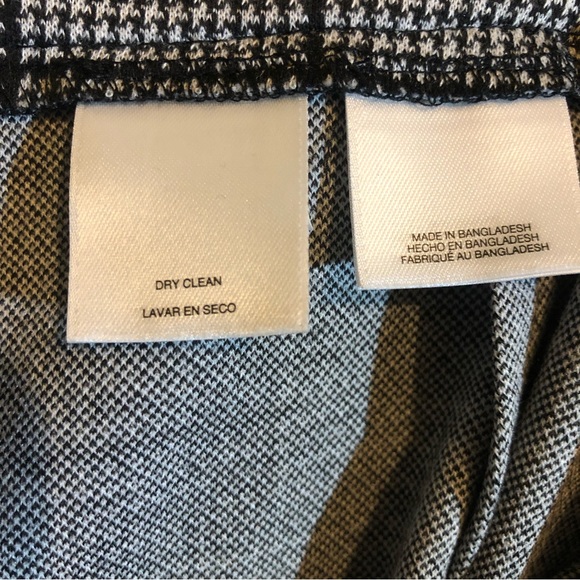 DRY CLEAN
LAVAR EN SECO
MADE IN BANGLADESH
HECHO EN BANGLADESH
FABRIQUÉ AU BANGLADESH